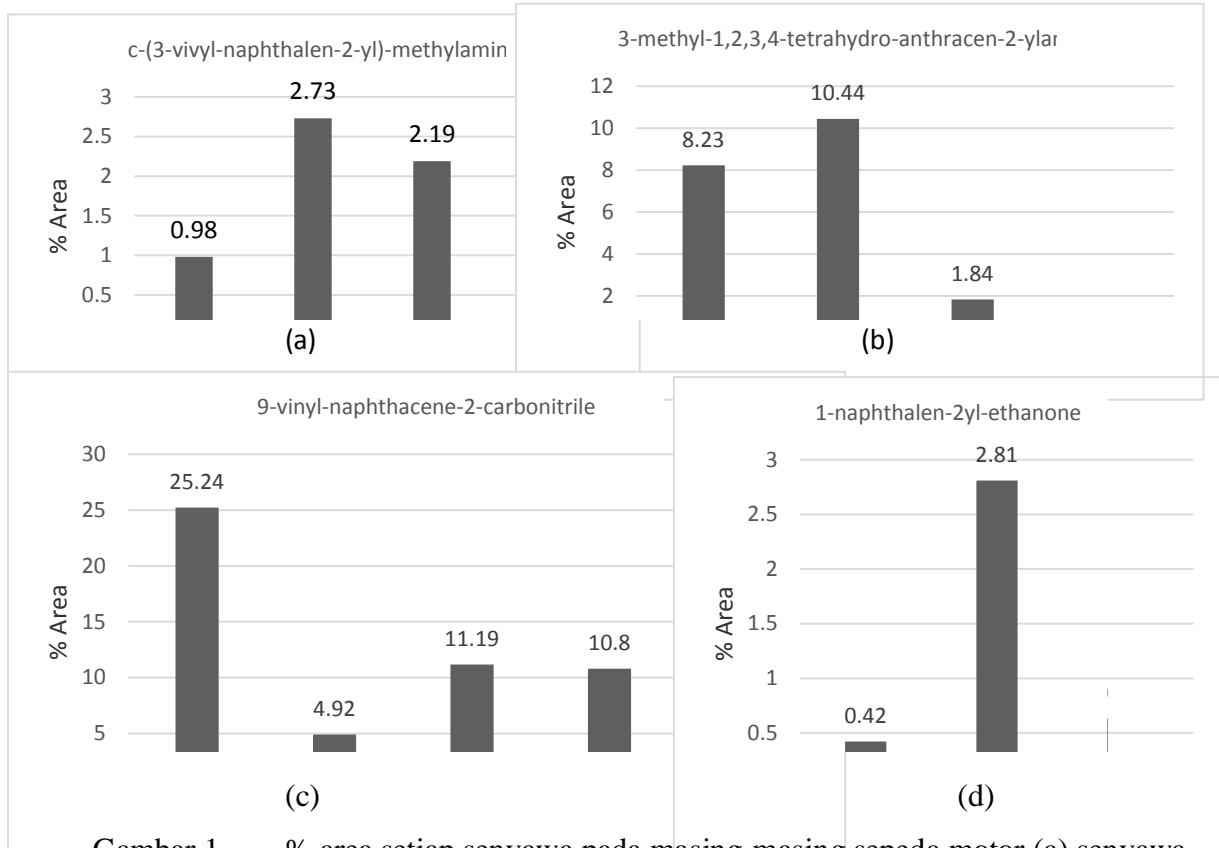 c-(3-vivyl-naphthalen-2-yl)-methylamin
% Area
3
2.5
2
1.5
1
0.5
0.98
2.73
2.19
(a)
3-methyl-1,2,3,4-tetrahydro-anthracen-2-ylar
% Area
12
10
8
6
4
2
8.23
10.44
1.84
(b)
9-vinyl-naphthacene-2-carbonitrile
% Area
30
25
20
15
10
5
25.24
4.92
11.19
10.8
(c)
1-naphthalen-2yl-ethanone
% Area
3
2.5
2
1.5
1
0.5
0.42
2.81
(d)
Gambar 1. % area setiap senyawa pada masing-masing sepeda motor (a) senyawa